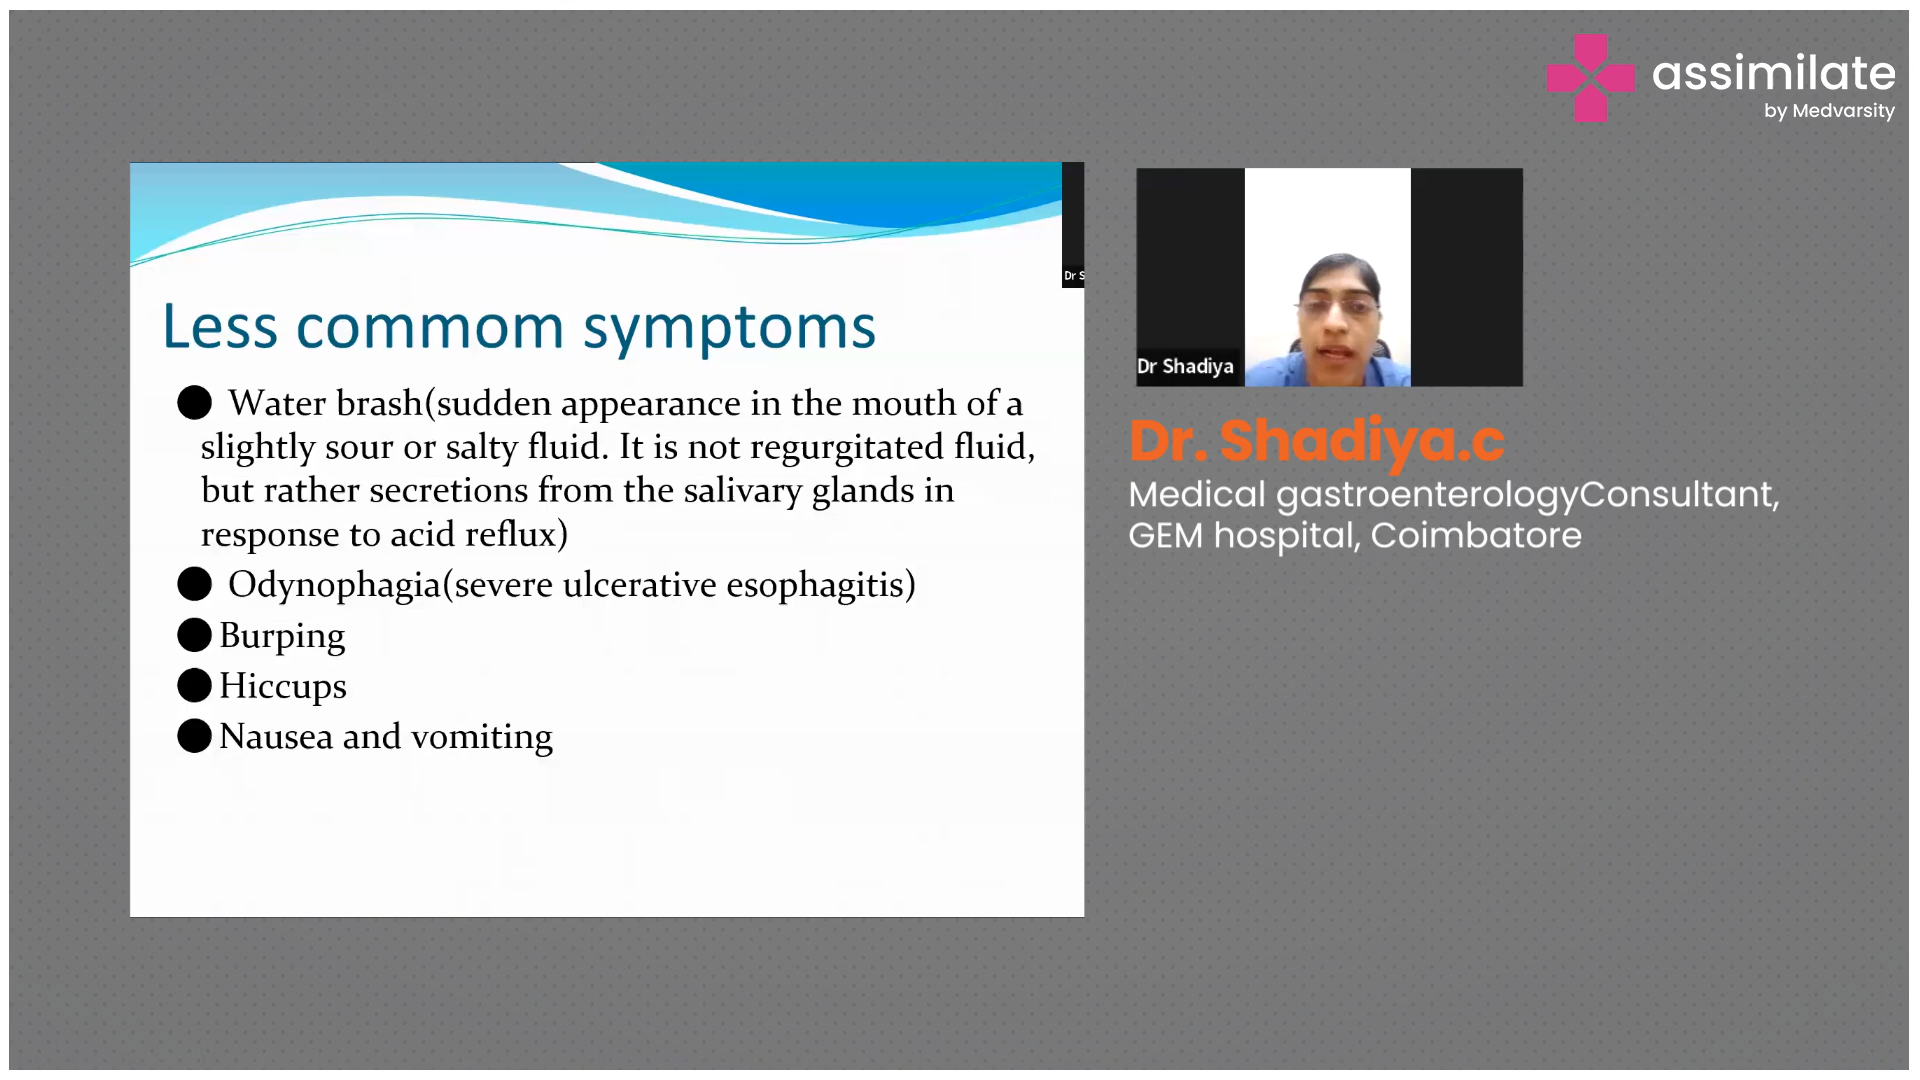 assimilate
by Medvarsity
Dr S
Less commom symptoms
Water brash(sudden appearance in the mouth of a
slightly sour or salty fluid. It is not regurgitated fluid,
but rather secretions from the salivary glands in
response to acid reflux)
Odynophagia(severe ulcerative esophagitis)
Burping
Hiccups
Nausea and vomiting
Dr Shadiya
Dr. Shadiya.c
Medical gastroenterologyConsultant,
GEM hospital, Coimbatore